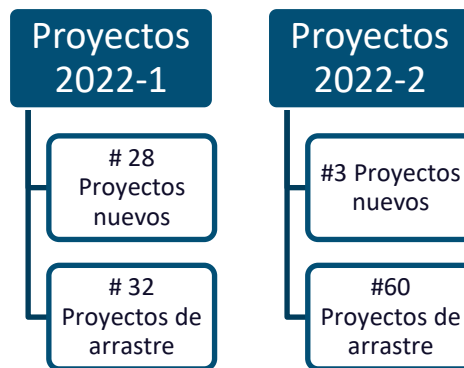 Proyectos
2022-1
# 28
Proyectos
nuevos
# 32
Proyectos de
arrastre
Proyectos
2022-2
#3 Proyectos
nuevos
#60
Proyectos de
arrastre